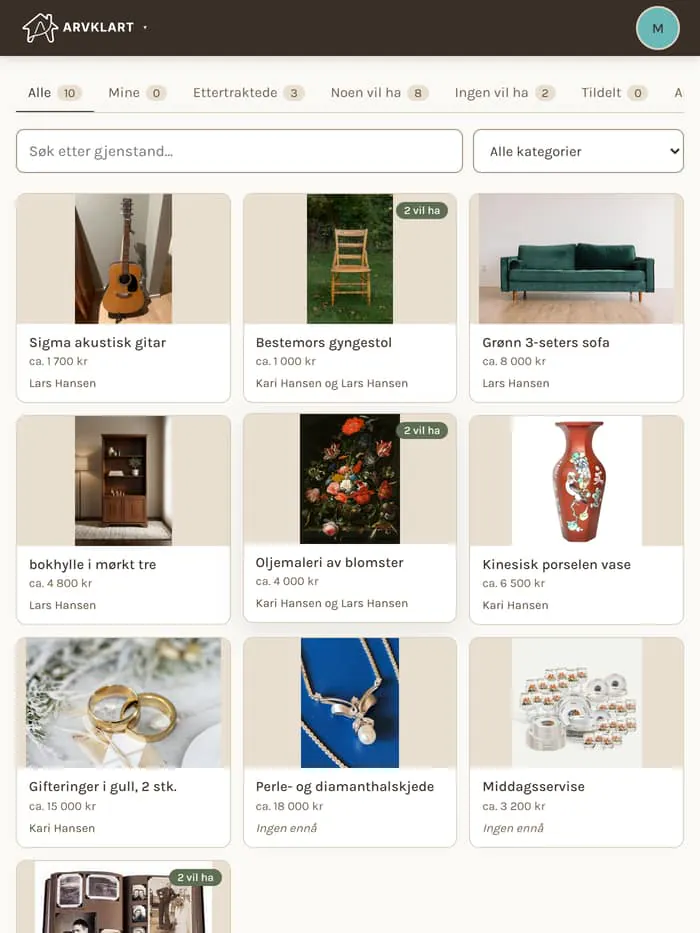 ARVKLART
M
Alle 10 Mine 0 Ettertraktede 3 Noen vil ha 8 Ingen vil ha 2 Tildelt 0 A
Søk etter gjenstand...
Alle kategorier
Sigma akustisk gitar
ca. 1 700 kr
Lars Hansen
2 vil ha
Bestemors gyngestol
ca. 1 000 kr
Kari Hansen og Lars Hansen
Grønn 3-seters sofa
ca. 8 000 kr
Lars Hansen
bokhylle i mørkt tre
ca. 4 800 kr
Lars Hansen
2 vil ha
Oljemaleri av blomster
ca. 4 000 kr
Kari Hansen og Lars Hansen
Kinesisk porselen vase
ca. 6 500 kr
Kari Hansen
Gifteringer i gull, 2 stk.
ca. 15 000 kr
Kari Hansen
Perle- og diamanthalskjede
ca. 18 000 kr
Ingen ennå
Middagsservise
ca. 3 200 kr
Ingen ennå
2 vil ha